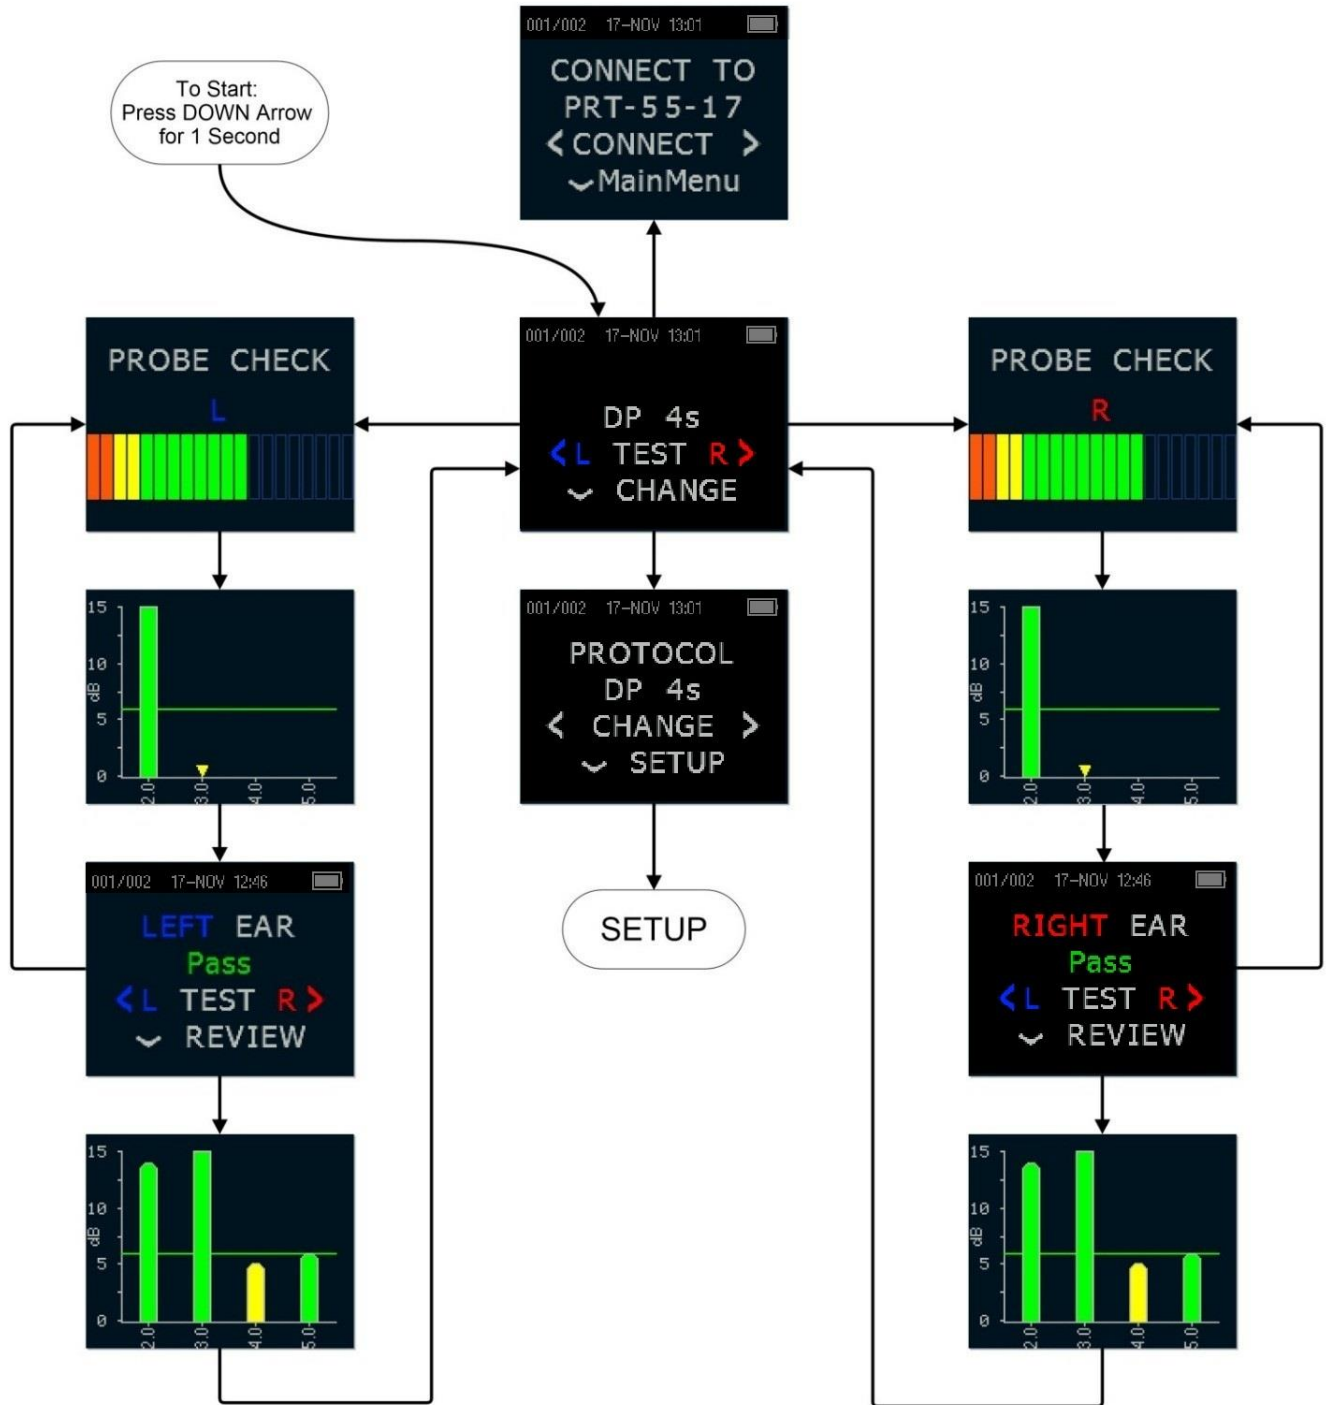 001/002 17-NOV 13:01
CONNECT TO
PRT-55-17
< CONNECT >
MainMenu
To Start:
Press DOWN Arrow
for 1 Second
PROBE CHECK
L
001/002 17-NOV 13:01
DP 4s
< L TEST R >
CHANGE
PROBE CHECK
R
15
10
dB
5
0
2.0 3.0 4.0 5.0
001/002 17-NOV 13:01
PROTOCOL
DP 4s
< CHANGE >
SETUP
15
10
dB
5
0
2.0 3.0 4.0 5.0
001/002 17-NOV 12:46
LEFT EAR
Pass
< L TEST R >
REVIEW
SETUP
001/002 17-NOV 12:46
RIGHT EAR
Pass
< L TEST R >
REVIEW
15
10
dB
5
0
2.0 3.0 4.0 5.0
15
10
dB
5
0
2.0 3.0 4.0 5.0